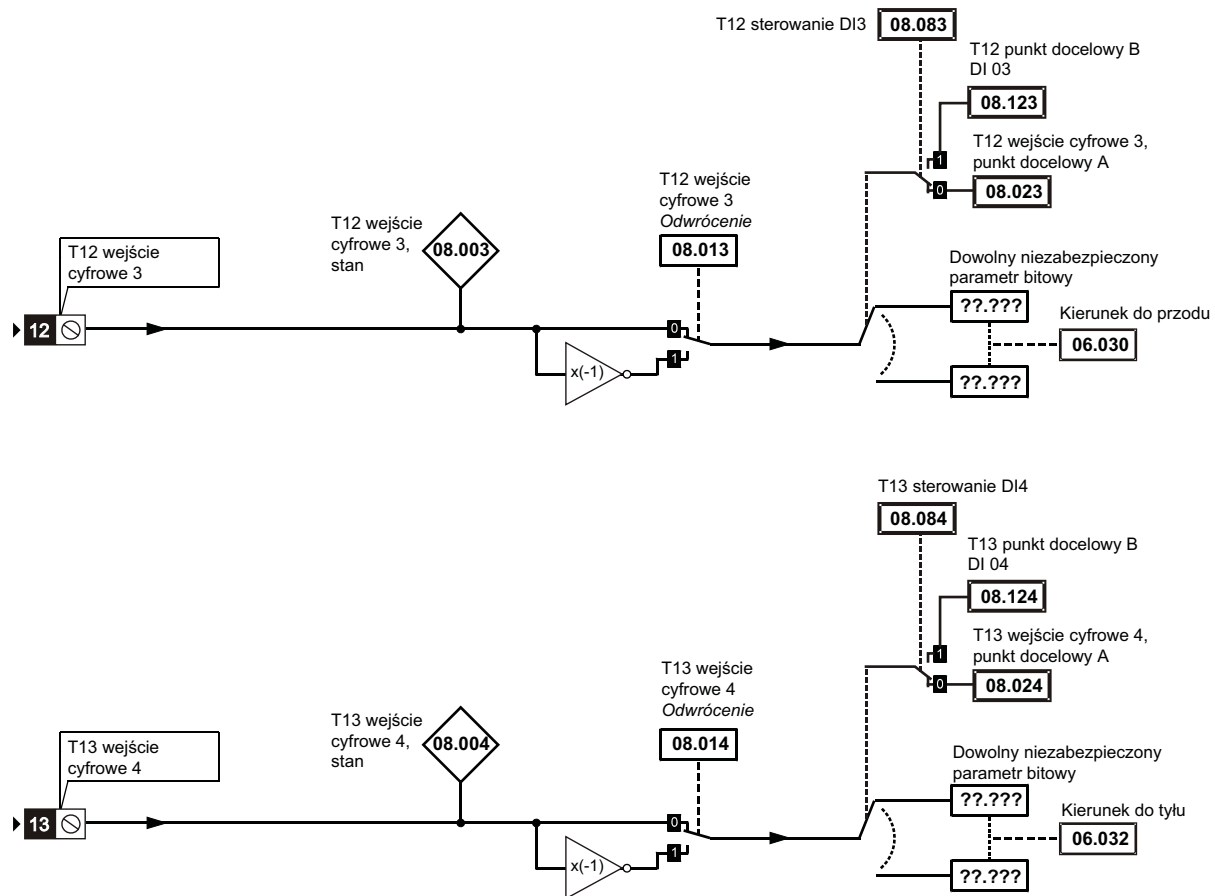 T12 sterowanie DI3
08.083
T12 punkt docelowy B
DI 03
08.123
1
T12 wejście cyfrowe 3,
punkt docelowy A
0
08.023
T12 wejście
cyfrowe 3
Odwrócenie
08.013
T12 wejście
cyfrowe 3,
stan
08.003
T12 wejście
cyfrowe 3
12
0
1
x(-1)
Dowolny niezabezpieczony
parametr bitowy
??.???
Kierunek do przodu
06.030
??.???
T13 sterowanie DI4
08.084
T13 punkt docelowy B
DI 04
08.124
1
T13 wejście cyfrowe 4,
punkt docelowy A
0
08.024
T13 wejście
cyfrowe 4
Odwrócenie
08.014
T13 wejście
cyfrowe 4,
stan
08.004
T13 wejście
cyfrowe 4
13
0
1
x(-1)
Dowolny niezabezpieczony
parametr bitowy
??.???
Kierunek do tyłu
06.032
??.???